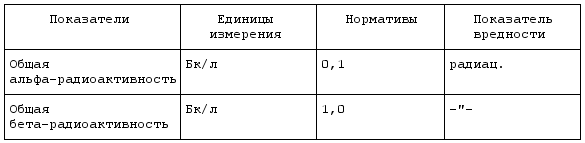 Показатели Единицы измерения Нормативы Показатель вредности
Общая альфа-радиоактивность Бк/л 0,1 радиац.
Общая бета-радиоактивность Бк/л 1,0 -"-